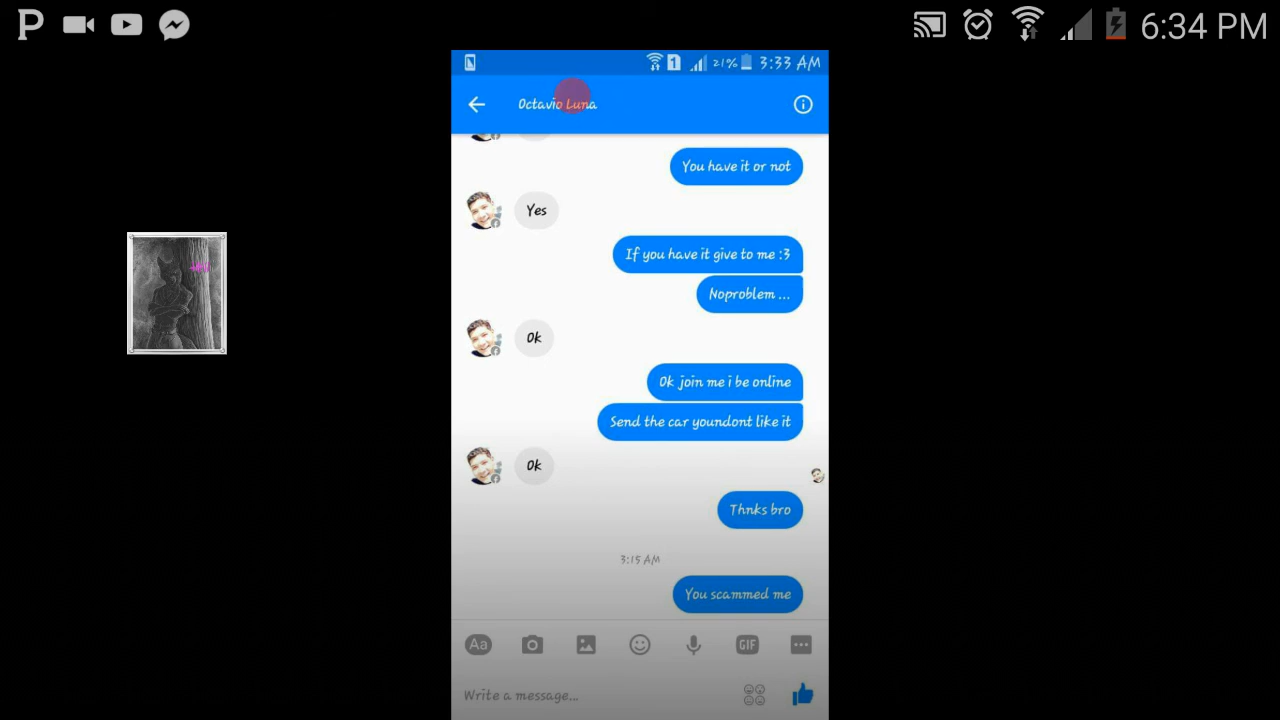 6:34 PM
1 21% 3:33 AM
Octavio Luna
You have it or not
Yes
If you have it give to me :3
Noproblem ...
Ok
Ok join me i be online
Send the car youndont like it
Ok
Thnks bro
3:15 AM
You scammed me
Aa
GIF
Write a message...